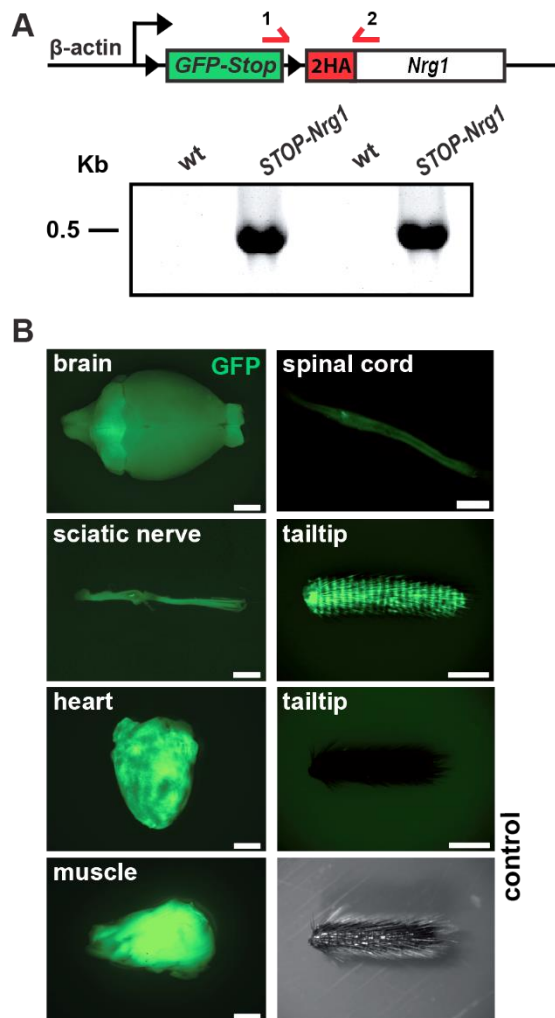 A
1 2
β-actin GFP-Stop 2HA Nrg1
Kb wt STOP-Nrg1 wt STOP-Nrg1
0.5
B
brain GFP spinal cord
sciatic nerve tailtip
heart tailtip
muscle control